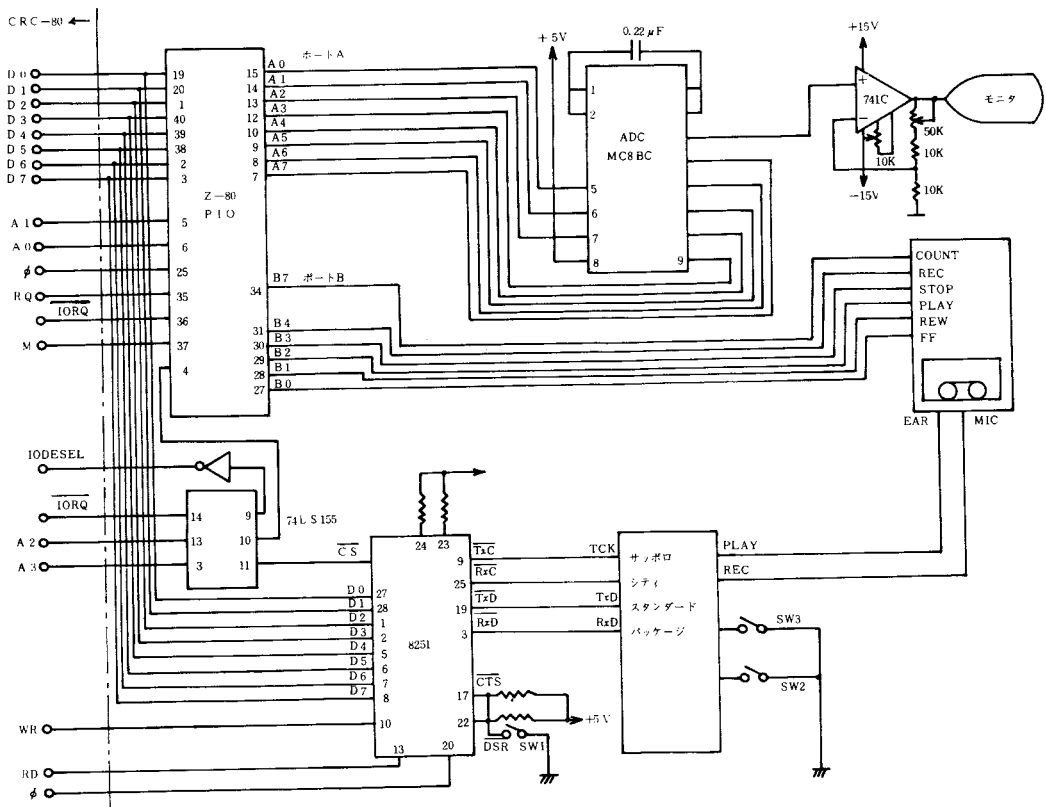 CRC-80
D0
D1
D2
D3
D4
D5
D6
D7
A1
A0
φ
RQ
IORQ
M
19
20
1
40
39
38
2
3
5
6
25
35
36
37
4
Z-80
PIO
15
14
13
12
10
9
8
7
34
31
30
29
28
27
ポートA
A0
A1
A2
A3
A4
A5
A6
A7
B7 ポートB
B4
B3
B2
B1
B0
+5V
0.22μF
1
2
ADC
MC8BC
5
6
7
8
9
+15V
+
741C
−
10K
−15V
50K
10K
10K
モニタ
COUNT
REC
STOP
PLAY
REW
FF
EAR
MIC
IODESEL
IORQ
A2
A3
14
13
3
9
10
11
74LS155
CS
24
23
D0
D1
D2
D3
D4
D5
D6
D7
27
28
1
2
5
6
7
8
10
13
20
8251
9
25
19
3
17
22
TxC
RxC
TxD
RxD
CTS
DSR
SW1
+5V
TCK
TxD
RxD
サッポロ
シティ
スタンダード
パッケージ
PLAY
REC
SW3
SW2
WR
RD
φ